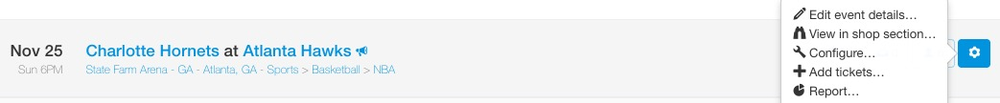 Nov 25
Sun 6PM
Charlotte Hornets at Atlanta Hawks
State Farm Arena - GA - Atlanta, GA - Sports > Basketball > NBA
Edit event details...
View in shop section...
Configure...
Add tickets...
Report...